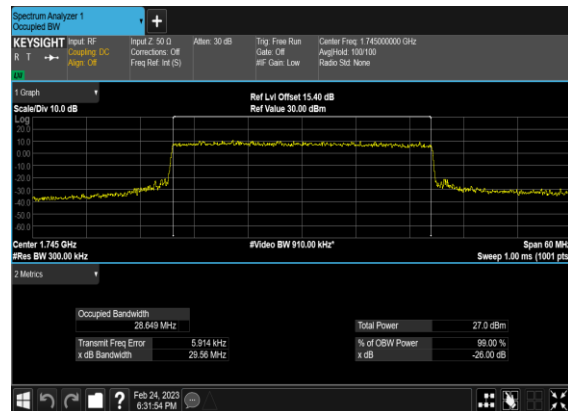 Spectrum Analyzer 1
Occupied BW
KEYSIGHT
R T
LW
Input: RF
Coupling: DC
Align: Off
Input Z: 50 Ω
Corrections: Off
Freq Ref: Int (S)
Atten: 30 dB
Trig: Free Run
Gate: Off
#IF Gain: Low
Center Freq: 1.745000000 GHz
Avg|Hold: 100/100
Radio Std: None
1 Graph
Scale/Div 10.0 dB
Ref Lvl Offset 15.40 dB
Ref Value 30.00 dBm
Log
20.0
10.0
0.00
-10.0
-20.0
-30.0
-40.0
-50.0
-60.0
Center 1.745 GHz
#Res BW 300.00 kHz
#Video BW 910.00 kHz*
Span 60 MHz
Sweep 1.00 ms (1001 pts)
2 Metrics
Occupied Bandwidth
28.649 MHz
Total Power 27.0 dBm
Transmit Freq Error 5.914 kHz
% of OBW Power 99.00 %
x dB Bandwidth 29.56 MHz
x dB -26.00 dB
?
Feb 24, 2023
6:31:54 PM